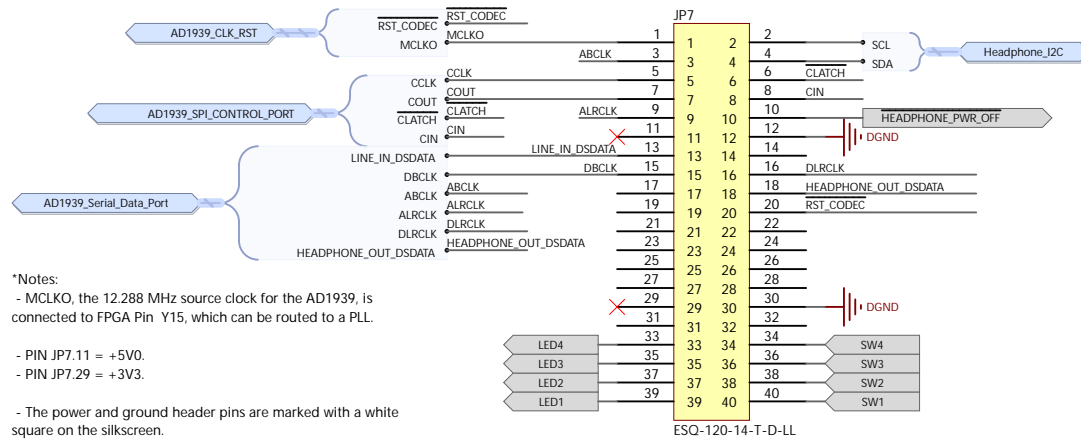 JP7
AD1939_CLK_RST
RST_CODEC
RST_CODEC
MCLKO
MCLKO
ABCLK
AD1939_SPI_CONTROL_PORT
CCLK
CCLK
COUT
COUT
CLATCH
CLATCH
CIN
CIN
ALRCLK
AD1939_Serial_Data_Port
LINE_IN_DSDATA
LINE_IN_DSDATA
DBCLK
DBCLK
ABCLK
ABCLK
ALRCLK
ALRCLK
DLRCLK
DLRCLK
HEADPHONE_OUT_DSDATA
HEADPHONE_OUT_DSDATA
1 1 2 2
3 3 4 4
5 5 6 6
7 7 8 8
9 9 10 10
11 11 12 12
13 13 14 14
15 15 16 16
17 17 18 18
19 19 20 20
21 21 22 22
23 23 24 24
25 25 26 26
27 27 28 28
29 29 30 30
31 31 32 32
33 33 34 34
35 35 36 36
37 37 38 38
39 39 40 40
SCL
SDA
Headphone_I2C
CLATCH
CIN
HEADPHONE_PWR_OFF
DGND
DLRCLK
HEADPHONE_OUT_DSDATA
RST_CODEC
DGND
LED4
LED3
LED2
LED1
SW4
SW3
SW2
SW1
ESQ-120-14-T-D-LL
*Notes:
- MCLKO, the 12.288 MHz source clock for the AD1939, is
connected to FPGA Pin Y15, which can be routed to a PLL.
- PIN JP7.11 = +5V0.
- PIN JP7.29 = +3V3.
- The power and ground header pins are marked with a white
square on the silkscreen.